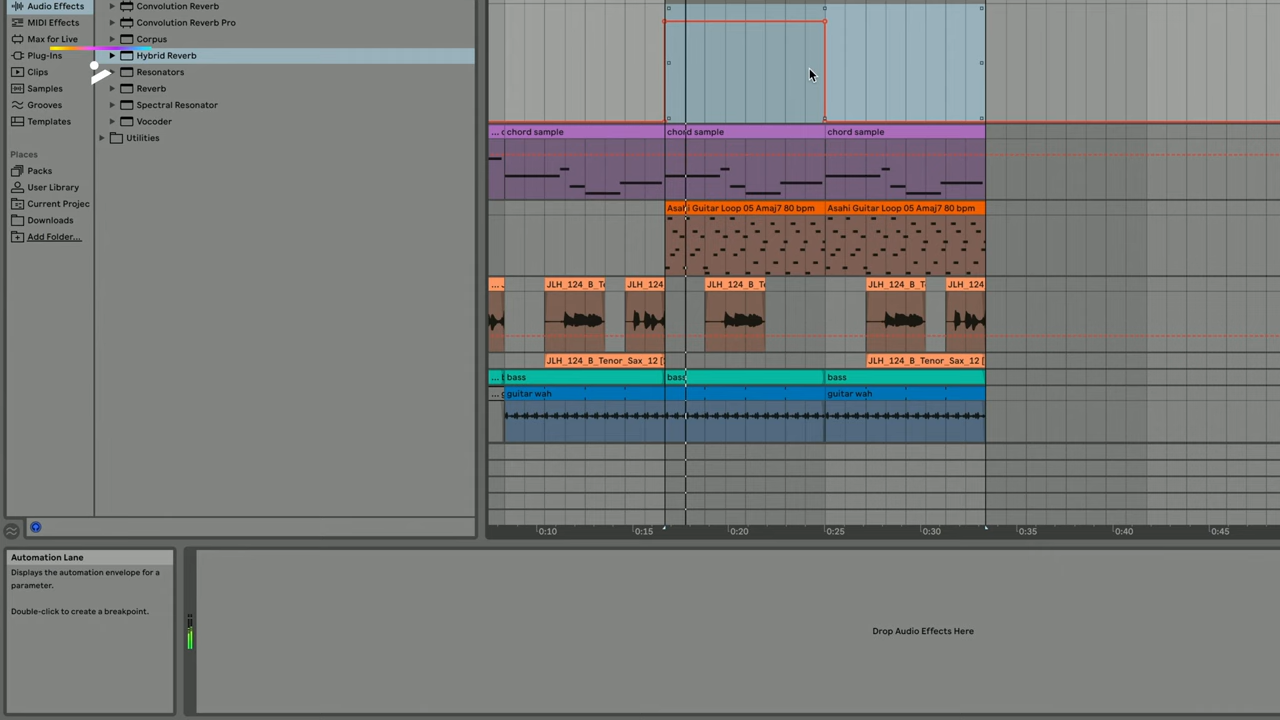 Audio Effects
MIDI Effects
Max for Live
Plug-Ins
Clips
Samples
Grooves
Templates
Places
Packs
User Library
Current Projec
Downloads
Add Folder...
Convolution Reverb
Convolution Reverb Pro
Corpus
Hybrid Reverb
Resonators
Reverb
Spectral Resonator
Vocoder
Utilities
... c chord sample chord sample chord sample
Asahi Guitar Loop 05 Amaj7 80 bpm Asahi Guitar Loop 05 Amaj7 80 bpm
... JLH_124_B_Te JLH_124 JLH_124_B_Te JLH_124_B_T JLH_124
JLH_124_B_Tenor_Sax_12 [ JLH_124_B_Tenor_Sax_12 [
... bass bass bass
... guitar wah guitar wah
0:10 0:15 0:20 0:25 0:30 0:35 0:40 0:45
Automation Lane
Displays the automation envelope for a
parameter.
Double-click to create a breakpoint.
Drop Audio Effects Here